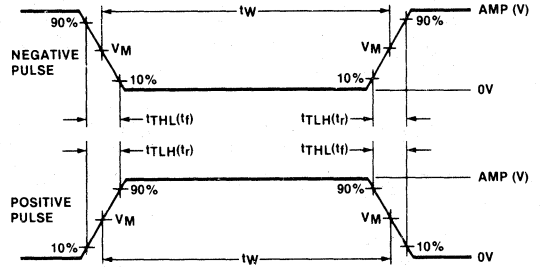 tW
AMP (V)
90% 90%
NEGATIVE
PULSE
VM VM
10% 10%
0V
tTHL(tf) tTLH(tr)
tTLH(tr) tTHL(tf)
AMP (V)
90% 90%
POSITIVE
PULSE
VM VM
10% 10%
tW
0V